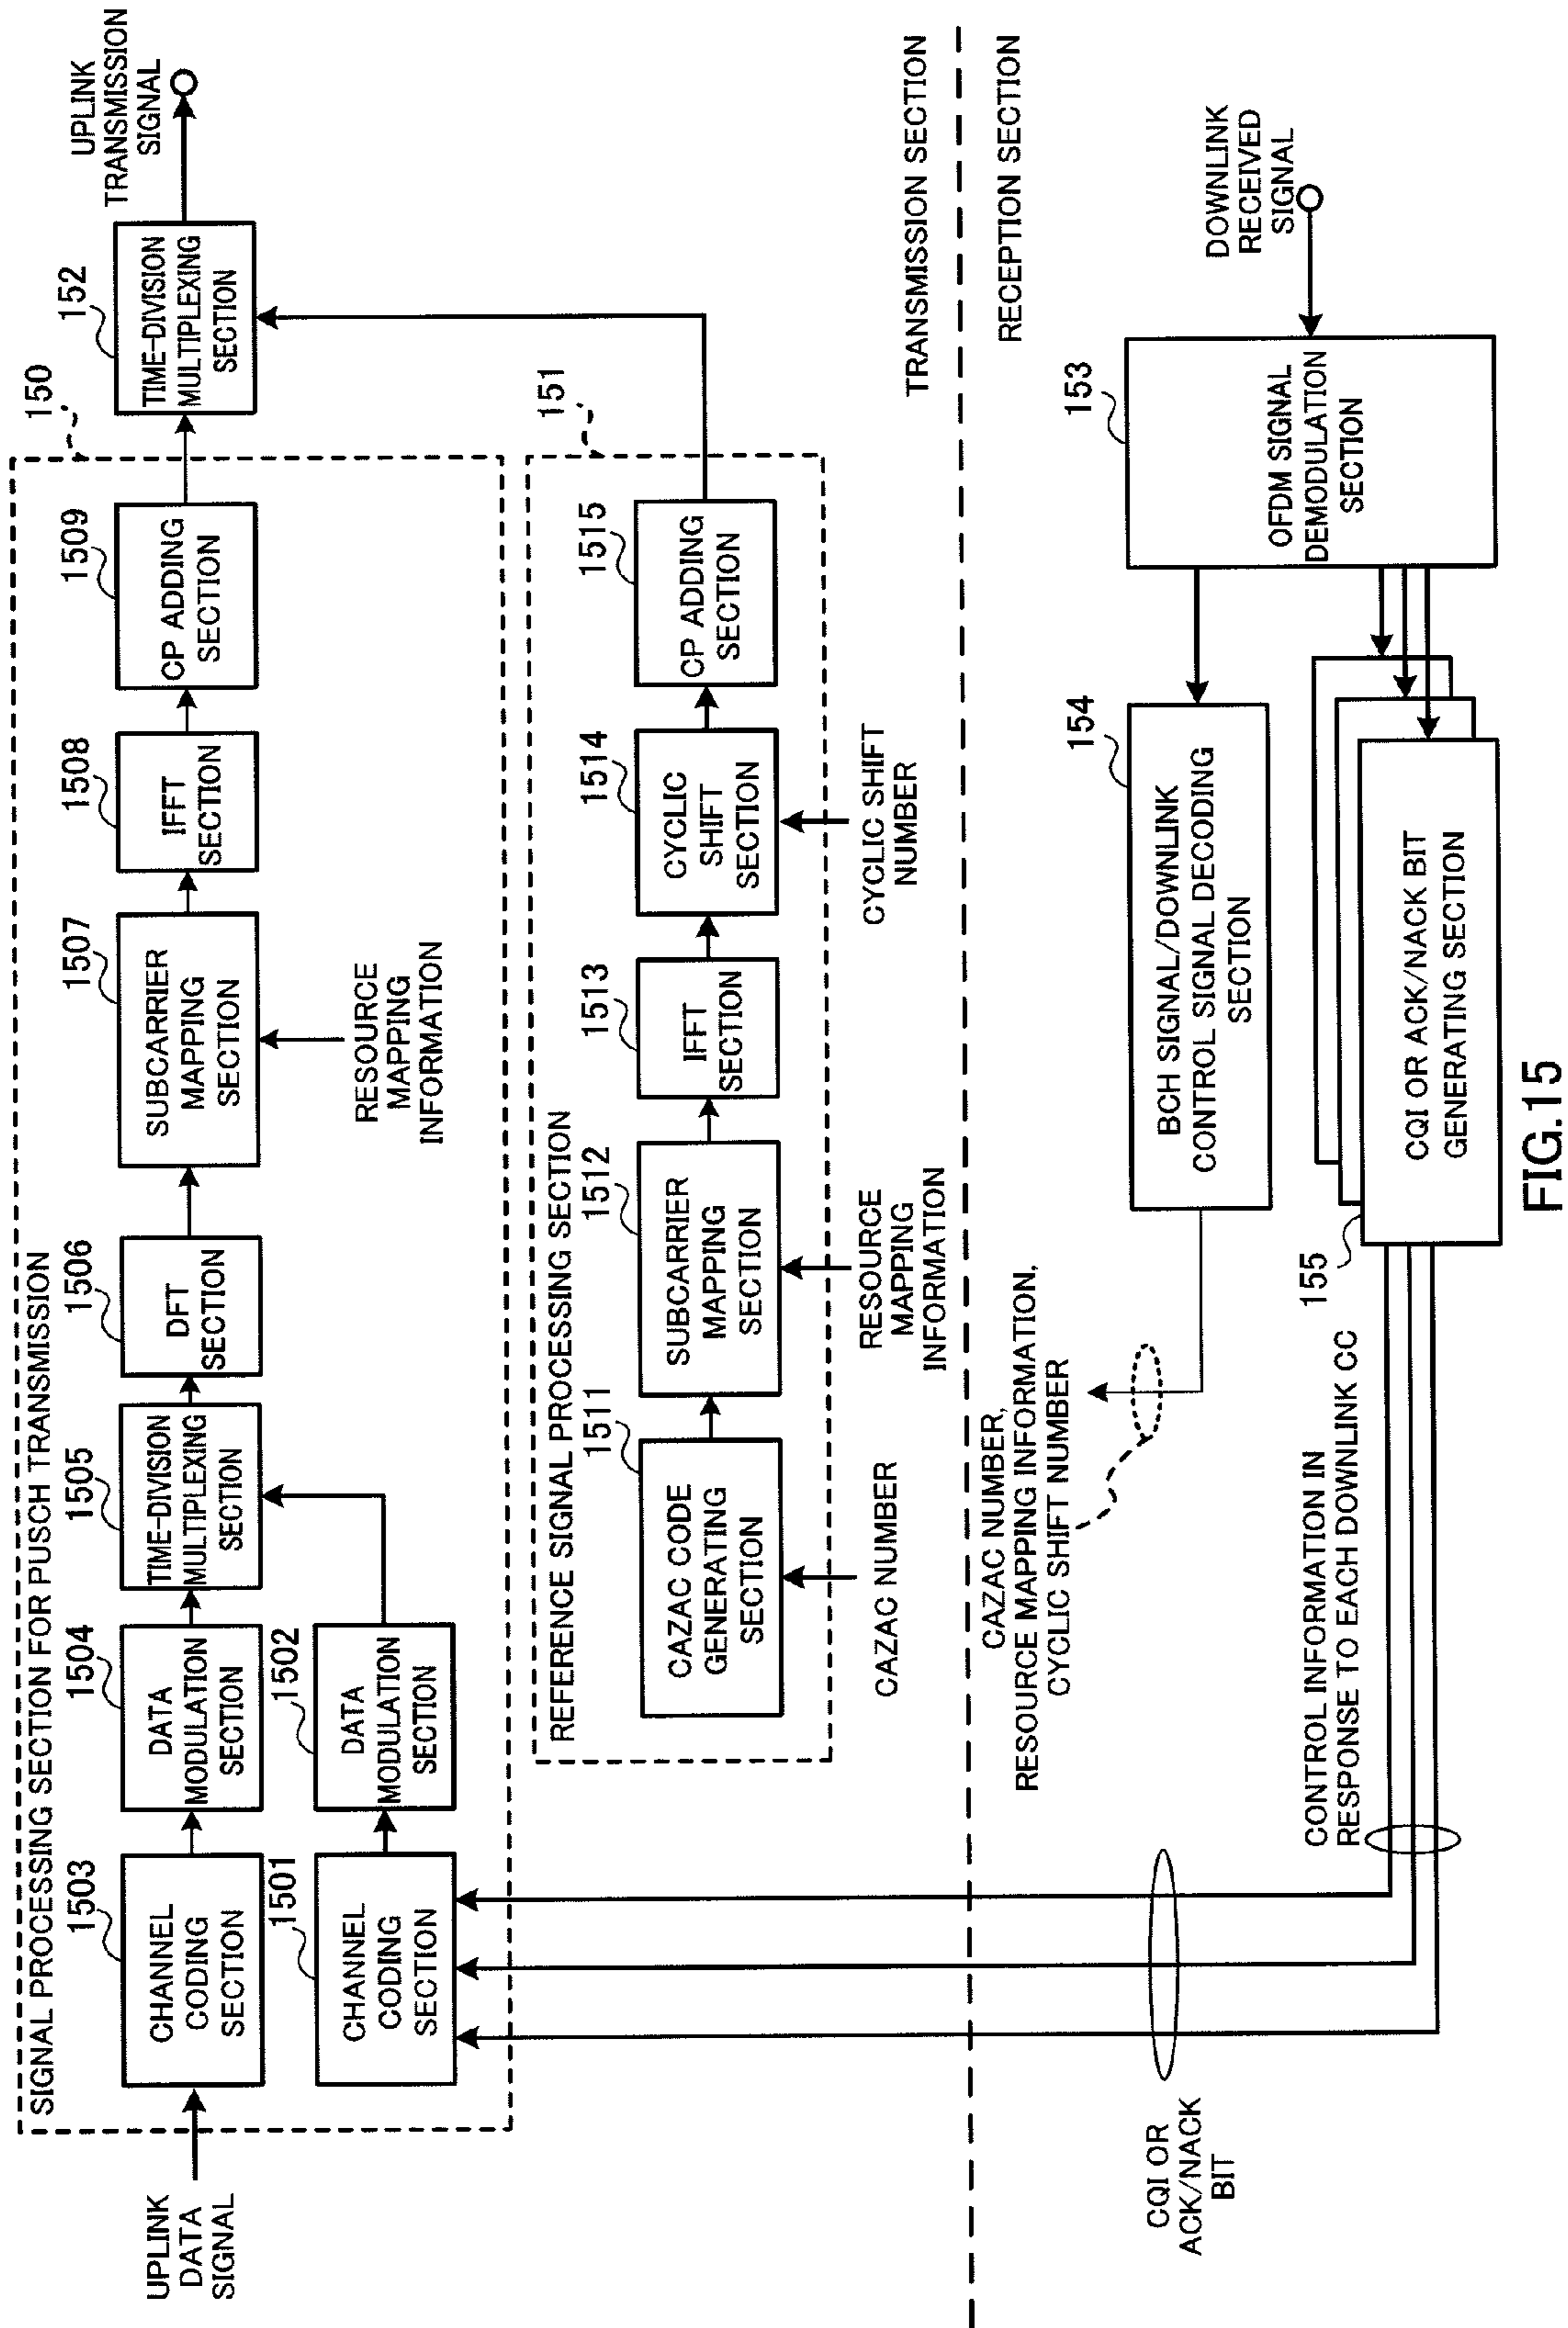 SIGNAL PROCESSING SECTION FOR PUSCH TRANSMISSION
150
UPLINK
DATA
SIGNAL
1503
CHANNEL
CODING
SECTION
1504
DATA
MODULATION
SECTION
1505
TIME-DIVISION
MULTIPLEXING
SECTION
1506
DFT
SECTION
1507
SUBCARRIER
MAPPING
SECTION
RESOURCE
MAPPING
INFORMATION
1508
IFFT
SECTION
1509
CP ADDING
SECTION
152
TIME-DIVISION
MULTIPLEXING
SECTION
UPLINK
TRANSMISSION
SIGNAL
1501
CHANNEL
CODING
SECTION
1502
DATA
MODULATION
SECTION
REFERENCE SIGNAL PROCESSING SECTION
151
1511
CAZAC CODE
GENERATING
SECTION
CAZAC NUMBER
1512
SUBCARRIER
MAPPING
SECTION
RESOURCE
MAPPING
INFORMATION
1513
IFFT
SECTION
1514
CYCLIC
SHIFT
SECTION
CYCLIC SHIFT
NUMBER
1515
CP ADDING
SECTION
TRANSMISSION SECTION
RECEPTION SECTION
CAZAC NUMBER,
RESOURCE MAPPING INFORMATION,
CYCLIC SHIFT NUMBER
154
BCH SIGNAL/DOWNLINK
CONTROL SIGNAL DECODING
SECTION
153
OFDM SIGNAL
DEMODULATION
SECTION
DOWNLINK
RECEIVED
SIGNAL
CQI OR
ACK/NACK
BIT
CONTROL INFORMATION IN
RESPONSE TO EACH DOWNLINK CC
155
CQI OR ACK/NACK BIT
GENERATING SECTION
FIG.15